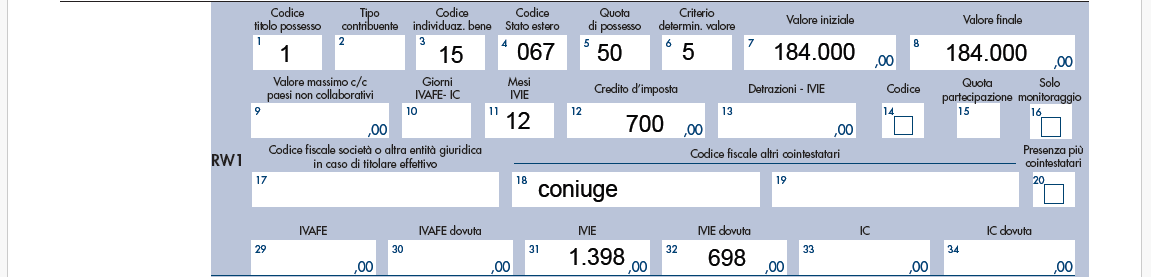 Codice Tipo Codice Codice Quota Criterio Valore iniziale Valore finale
titolo possesso contribuente individuaz. bene Stato estero di possesso determin. valore
1 1 2 3 15 4 067 5 50 6 5 7 184.000 ,00 8 184.000 ,00
Valore massimo c/c Giorni Mesi Credito d'imposta Detrazioni - IVIE Codice Quota Solo
paesi non collaborativi IVAFE- IC IVIE partecipazione monitoraggio
9 ,00 10 11 12 12 700 ,00 13 ,00 14 15 16
RW1 Codice fiscale società o altra entità giuridica Codice fiscale altri cointestatari Presenza più
in caso di titolare effettivo cointestatari
17 18 coniuge 19 20
IVAFE IVAFE dovuta IVIE IVIE dovuta IC IC dovuta
29 ,00 30 ,00 31 1.398 ,00 32 698 ,00 33 ,00 34 ,00